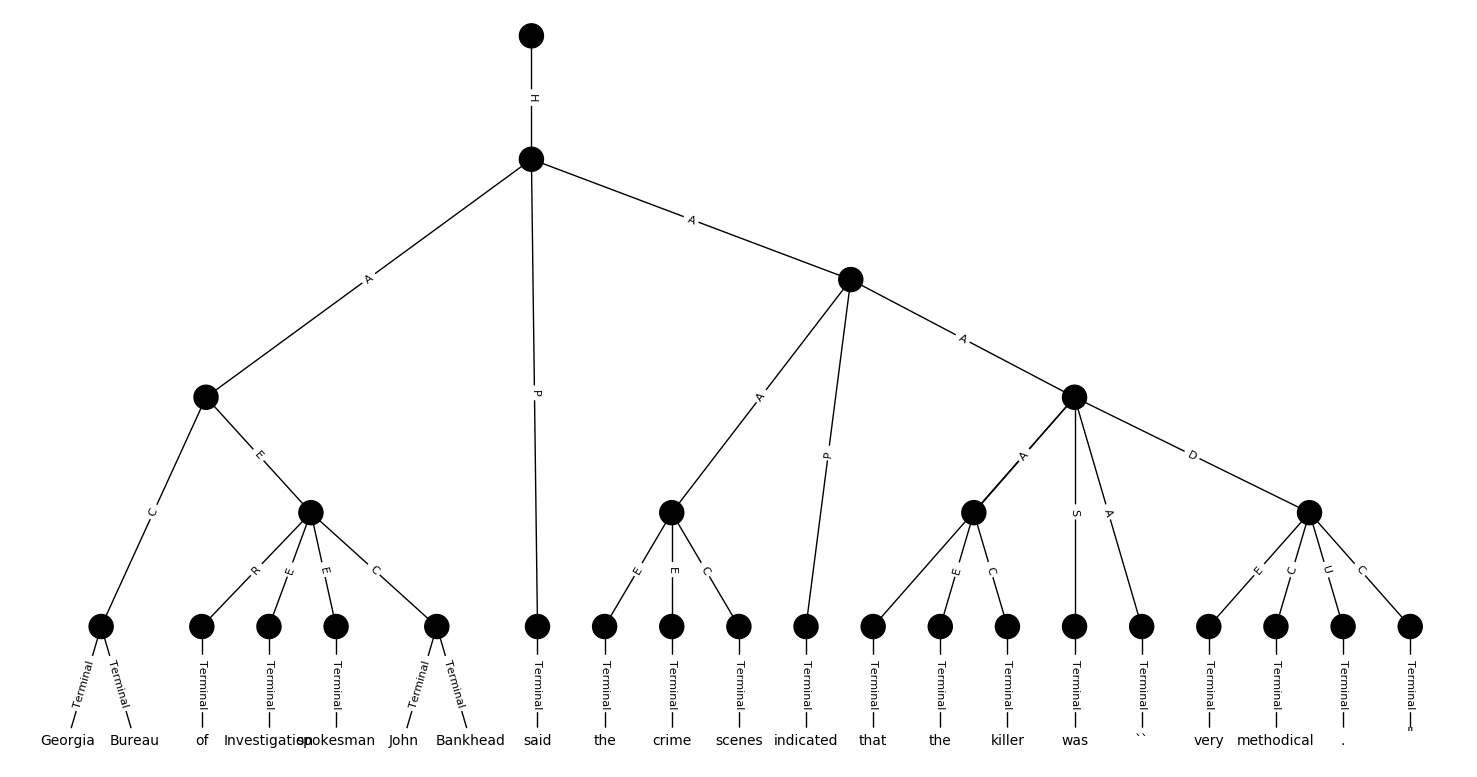 H
A
A
P
A
A
P
C
E
A
S
A
D
R
E
E
C
E
E
C
E
C
E
C
U
C
Terminal Terminal Terminal Terminal Terminal Terminal Terminal Terminal Terminal Terminal Terminal Terminal Terminal Terminal Terminal Terminal Terminal Terminal Terminal Terminal Terminal
Georgia Bureau of Investigation spokesman John Bankhead said the crime scenes indicated that the killer was `` very methodical .